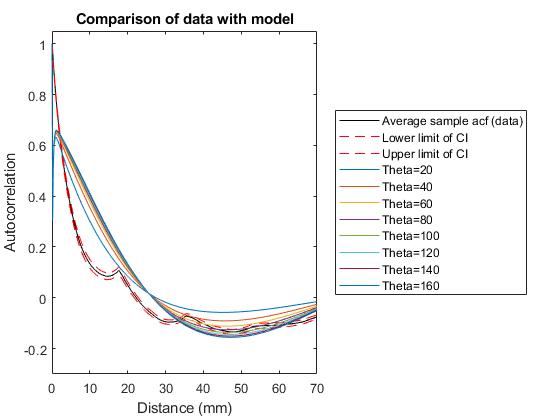 Comparison of data with model
1
0.8
0.6
0.4
0.2
0
-0.2
Autocorrelation
0 10 20 30 40 50 60 70
Distance (mm)
Average sample acf (data)
Lower limit of CI
Upper limit of CI
Theta=20
Theta=40
Theta=60
Theta=80
Theta=100
Theta=120
Theta=140
Theta=160